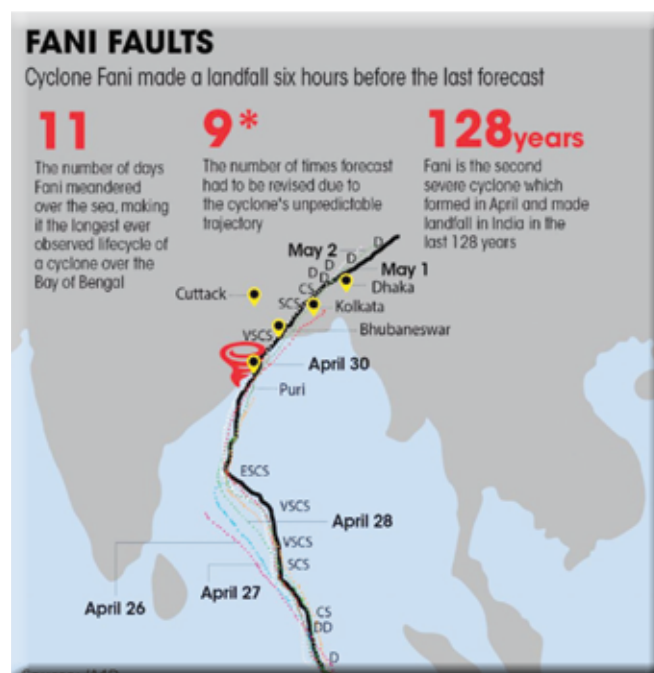 FANI FAULTS
Cyclone Fani made a landfall six hours before the last forecast
11
The number of days
Fani meandered
over the sea, making
it the longest ever
observed lifecycle of
a cyclone over the
Bay of Bengal
9*
The number of times forecast
had to be revised due to
the cyclone's unpredictable
trajectory
128 years
Fani is the second
severe cyclone which
formed in April and made
landfall in India in the
last 128 years
May 2
D
D
D
D
D
May 1
CS
Dhaka
Cuttack
SCS
Kolkata
VSCS
Bhubaneswar
April 30
Puri
ESCS
VSCS
April 28
VSCS
SCS
April 27
April 26
CS
DD
D